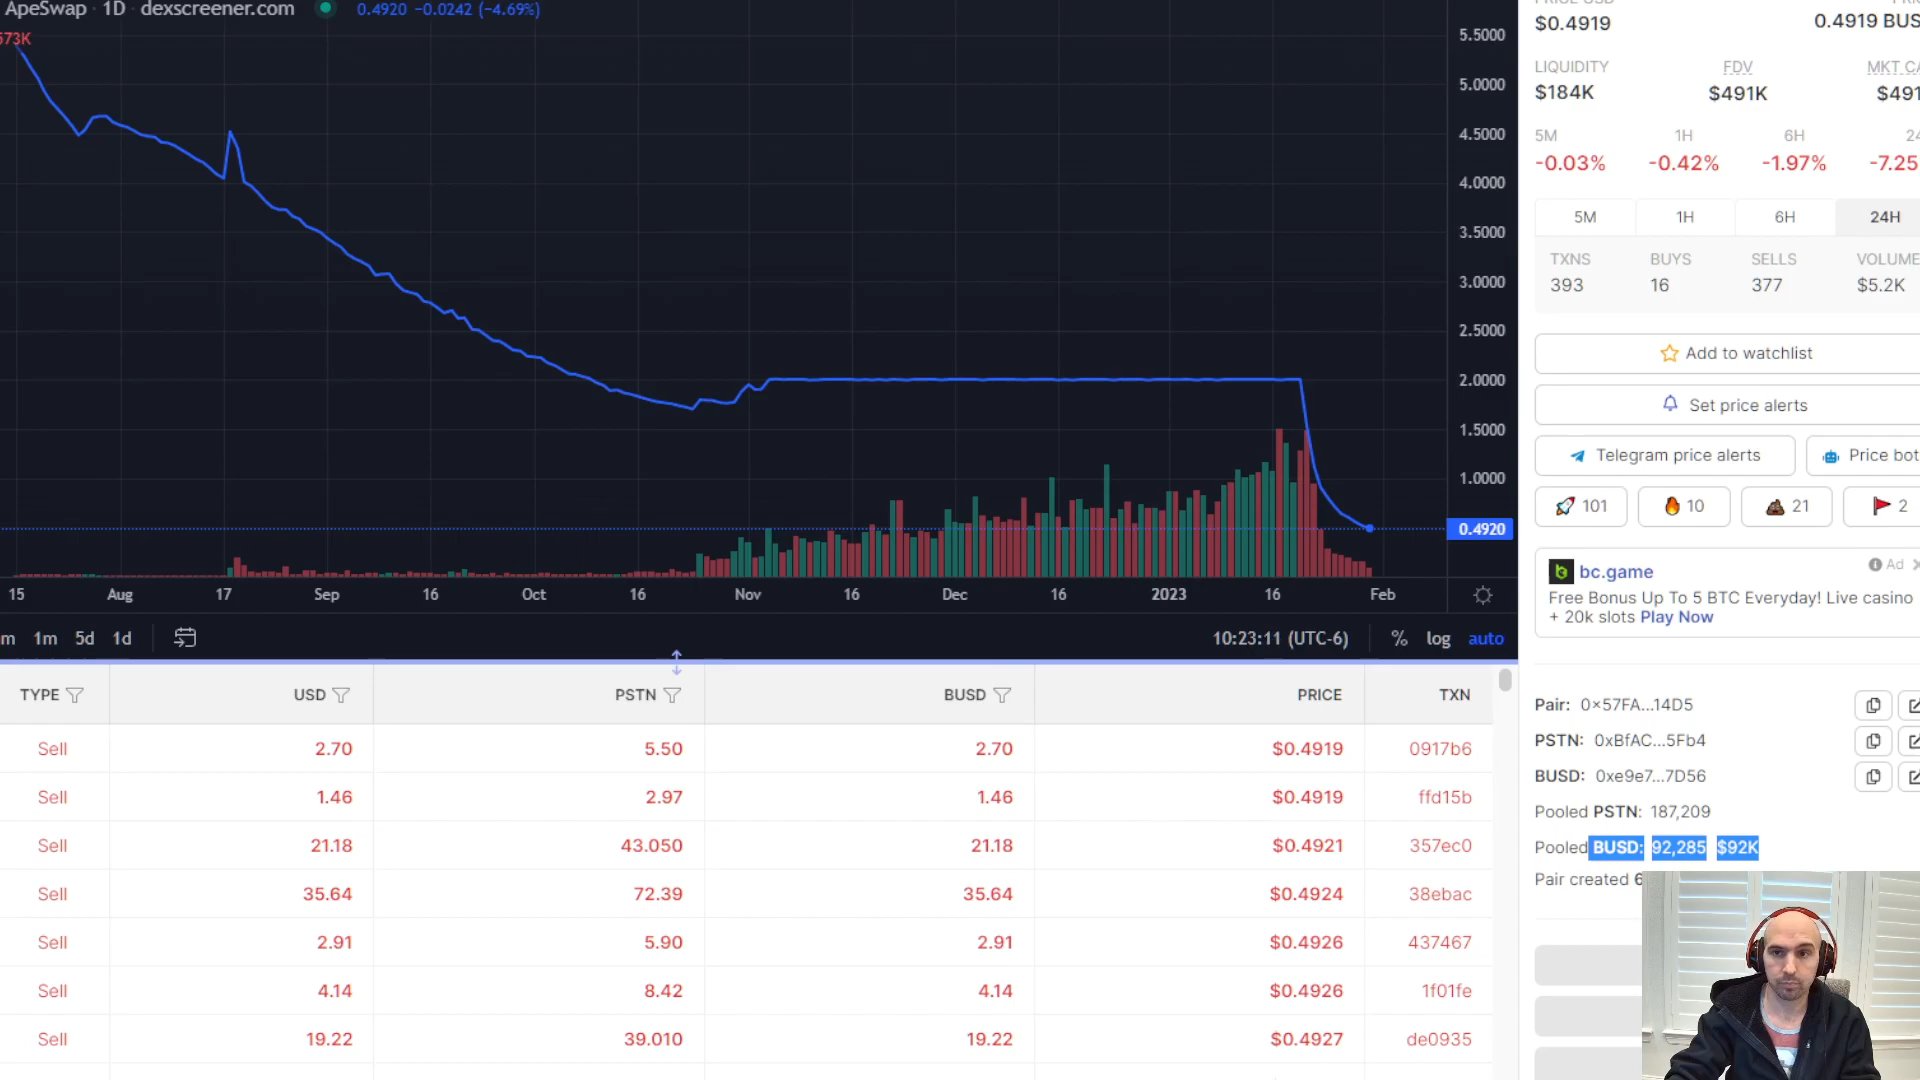 ApeSwap · 1D · dexscreener.com 0.4920 −0.0242 (−4.69%)
573K
5.5000
5.0000
4.5000
4.0000
3.5000
3.0000
2.5000
2.0000
1.5000
1.0000
0.4920
15 Aug 17 Sep 16 Oct 16 Nov 16 Dec 16 2023 16 Feb
m 1m 5d 1d 10:23:11 (UTC-6) % log auto
TYPE USD PSTN BUSD PRICE TXN
Sell 2.70 5.50 2.70 $0.4919 0917b6
Sell 1.46 2.97 1.46 $0.4919 ffd15b
Sell 21.18 43.050 21.18 $0.4921 357ec0
Sell 35.64 72.39 35.64 $0.4924 38ebac
Sell 2.91 5.90 2.91 $0.4926 437467
Sell 4.14 8.42 4.14 $0.4926 1f01fe
Sell 19.22 39.010 19.22 $0.4927 de0935
$0.4919 0.4919 BUS
LIQUIDITY FDV MKT CA
$184K $491K $491
5M 1H 6H 24
-0.03% -0.42% -1.97% -7.25
5M 1H 6H 24H
TXNS BUYS SELLS VOLUME
393 16 377 $5.2K
Add to watchlist
Set price alerts
Telegram price alerts Price bot
101 10 21 2
bc.game Ad
Free Bonus Up To 5 BTC Everyday! Live casino
+ 20k slots Play Now
Pair: 0×57FA...14D5
PSTN: 0xBfAC...5Fb4
BUSD: 0xe9e7...7D56
Pooled PSTN: 187,209
Pooled BUSD: 92,285 $92K
Pair created 6